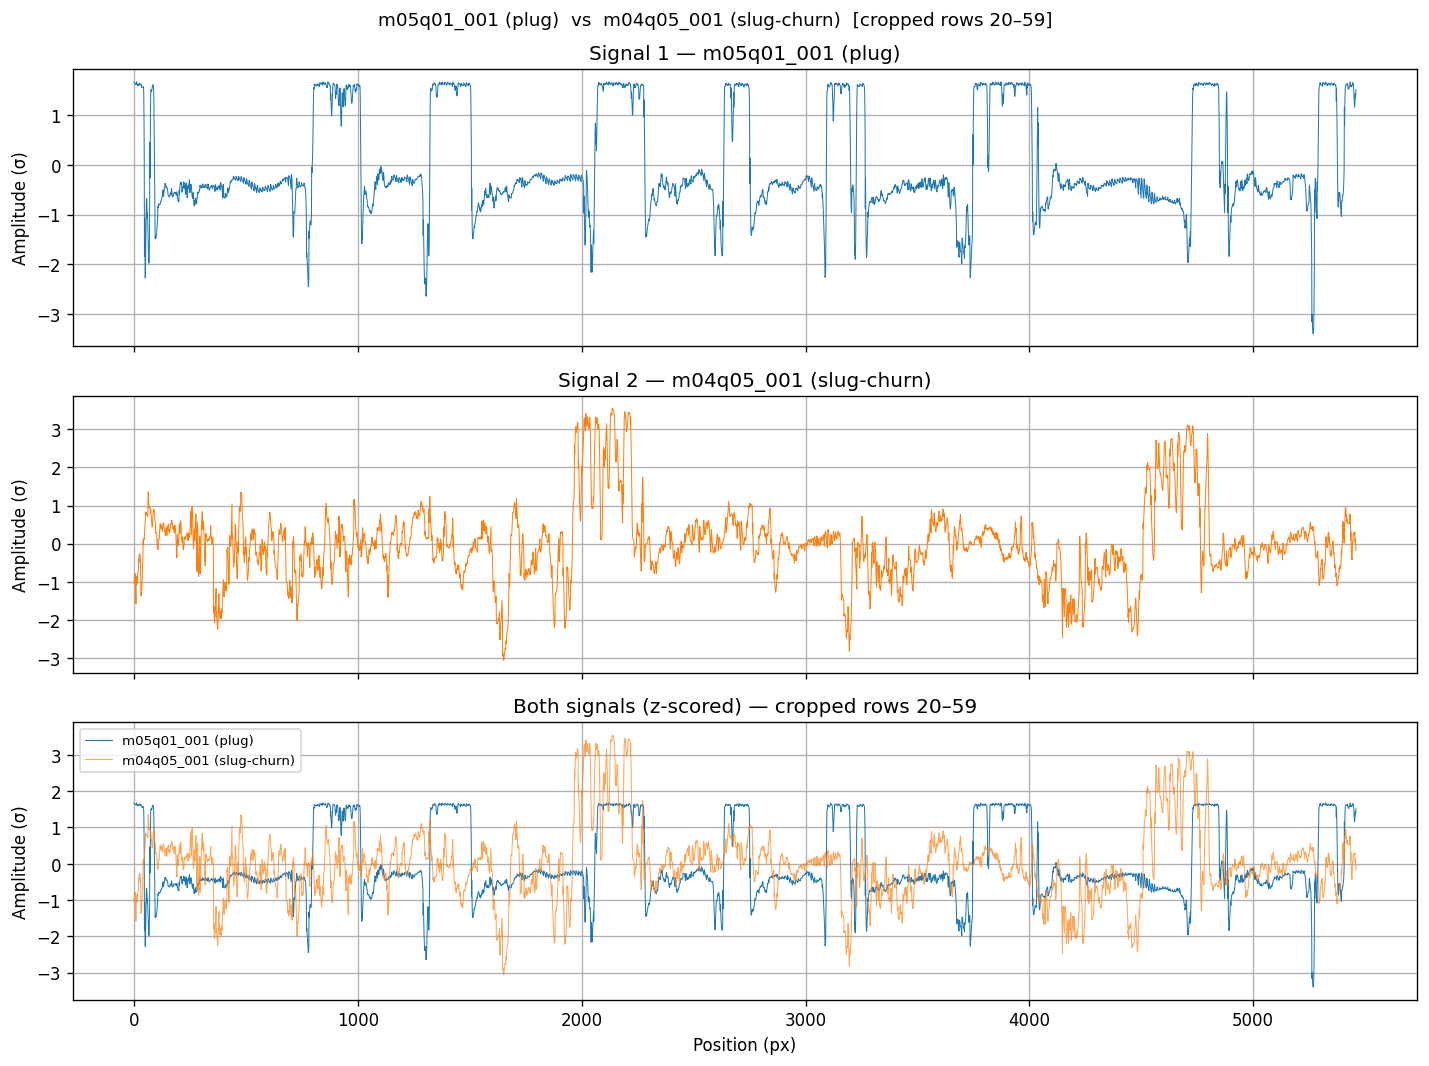 m05q01_001 (plug)  vs  m04q05_001 (slug-churn)  [cropped rows 20–59]
Signal 1 — m05q01_001 (plug)
Amplitude (σ)
1
0
−1
−2
−3
Signal 2 — m04q05_001 (slug-churn)
Amplitude (σ)
3
2
1
0
−1
−2
−3
Both signals (z-scored) — cropped rows 20–59
m05q01_001 (plug)
m04q05_001 (slug-churn)
Amplitude (σ)
3
2
1
0
−1
−2
−3
0 1000 2000 3000 4000 5000
Position (px)